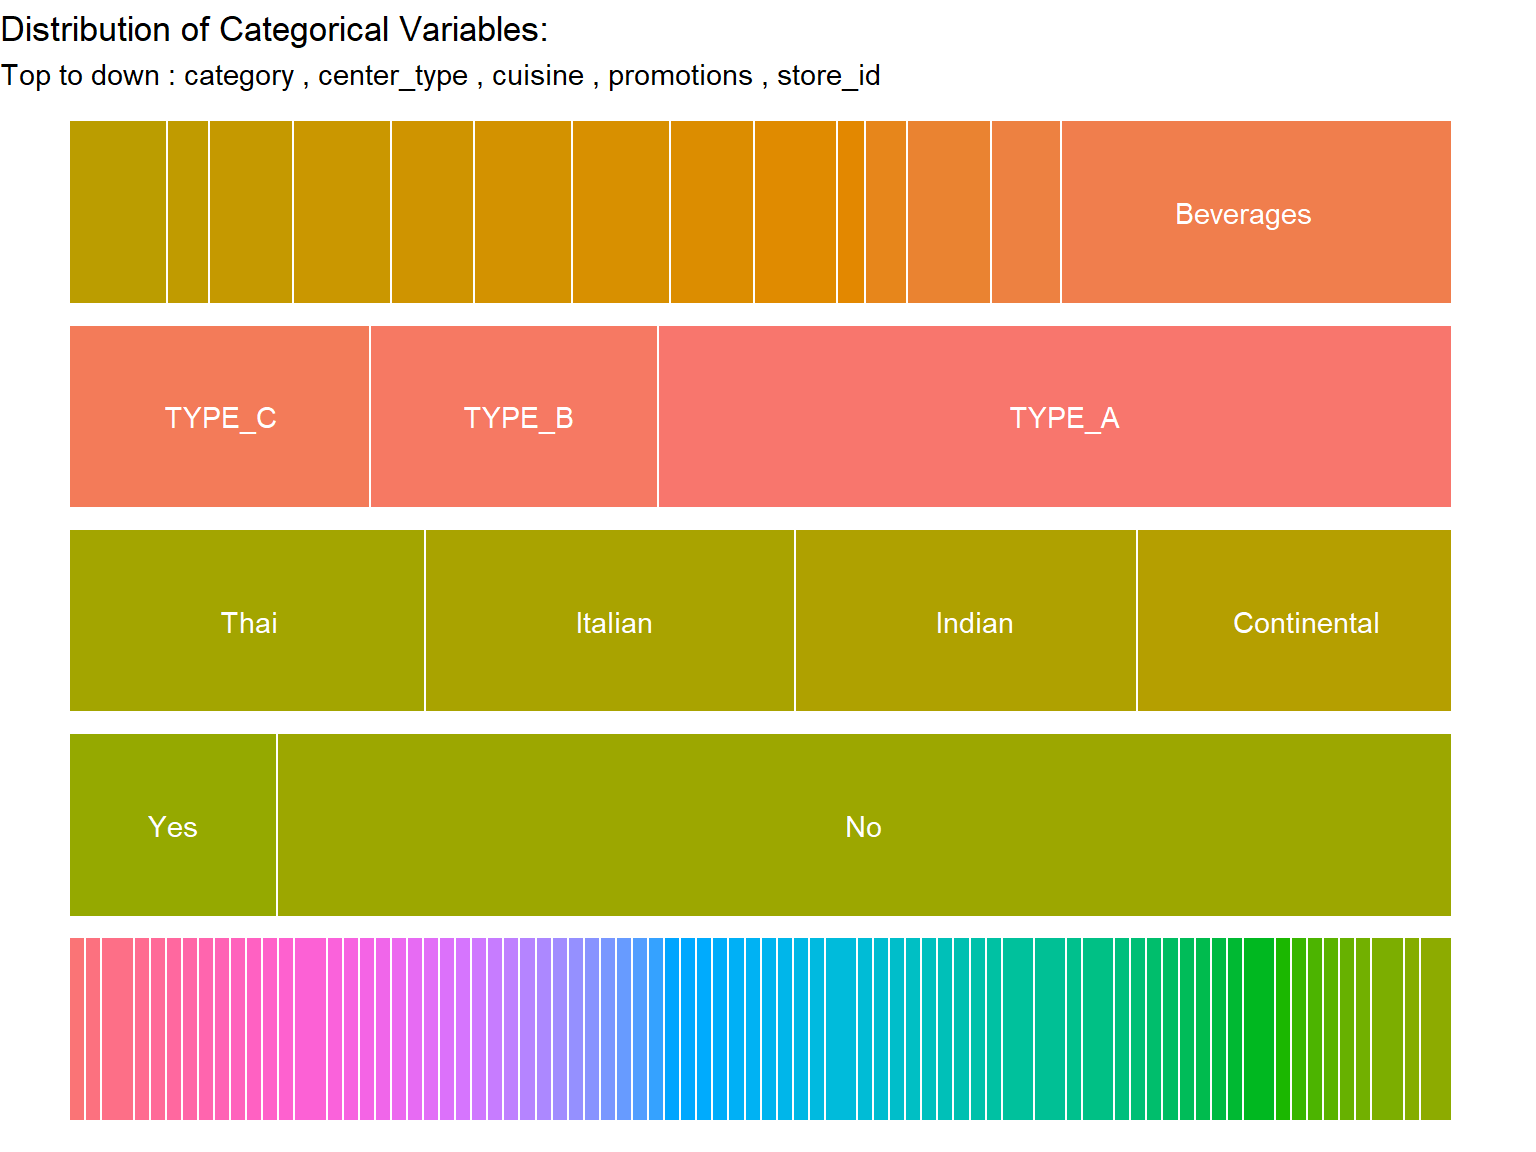 Distribution of Categorical Variables:
Top to down : category , center_type , cuisine , promotions , store_id
Beverages
TYPE_C TYPE_B TYPE_A
Thai Italian Indian Continental
Yes No